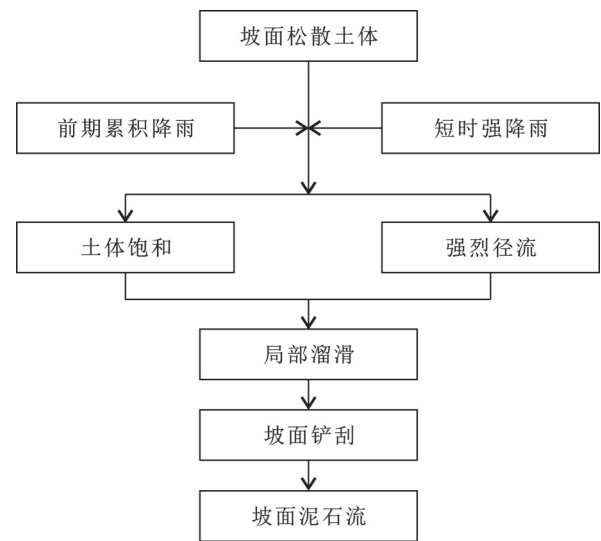 坡面松散土体
前期累积降雨
短时强降雨
土体饱和
强烈径流
局部溜滑
坡面铲刮
坡面泥石流